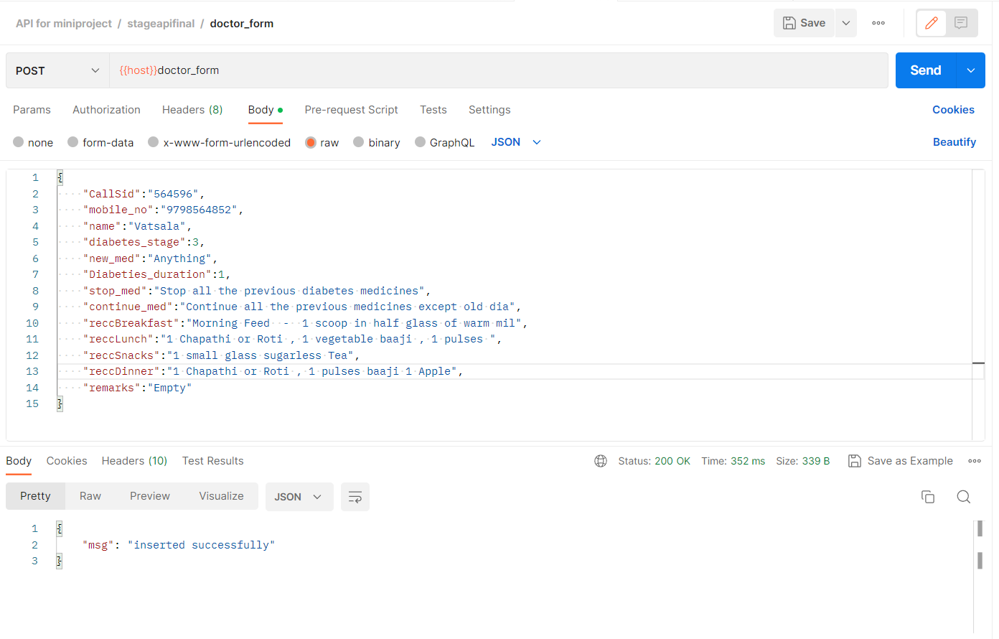 API for miniproject / stageapifinal / doctor_form
Save
POST
{{host}}doctor_form
Send
Params Authorization Headers (8) Body Pre-request Script Tests Settings Cookies
none form-data x-www-form-urlencoded raw binary GraphQL JSON Beautify
1 {
2 "CallSid":"564596",
3 "mobile_no":"9798564852",
4 "name":"Vatsala",
5 "diabetes_stage":3,
6 "new_med":"Anything",
7 "Diabeties_duration":1,
8 "stop_med":"Stop all the previous diabetes medicines",
9 "continue_med":"Continue all the previous medicines except old dia",
10 "reccBreakfast":"Morning Feed  -  1 scoop in half glass of warm mil",
11 "reccLunch":"1 Chapathi or Roti , 1 vegetable baaji , 1 pulses ",
12 "reccSnacks":"1 small glass sugarless Tea",
13 "reccDinner":"1 Chapathi or Roti , 1 pulses baaji 1 Apple",
14 "remarks":"Empty"
15 }
Body Cookies Headers (10) Test Results Status: 200 OK Time: 352 ms Size: 339 B Save as Example
Pretty Raw Preview Visualize JSON
1 {
2 "msg": "inserted successfully"
3 }